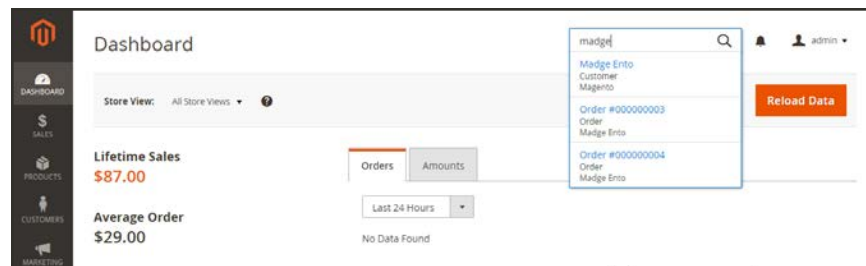 Dashboard
madge
admin
Madge Ento
Customer
Magento
Order #000000003
Order
Madge Ento
Order #000000004
Order
Madge Ento
DASHBOARD
SALES
PRODUCTS
CUSTOMERS
MARKETING
Store View: All Store Views
Reload Data
Lifetime Sales
$87.00
Average Order
$29.00
Orders Amounts
Last 24 Hours
No Data Found